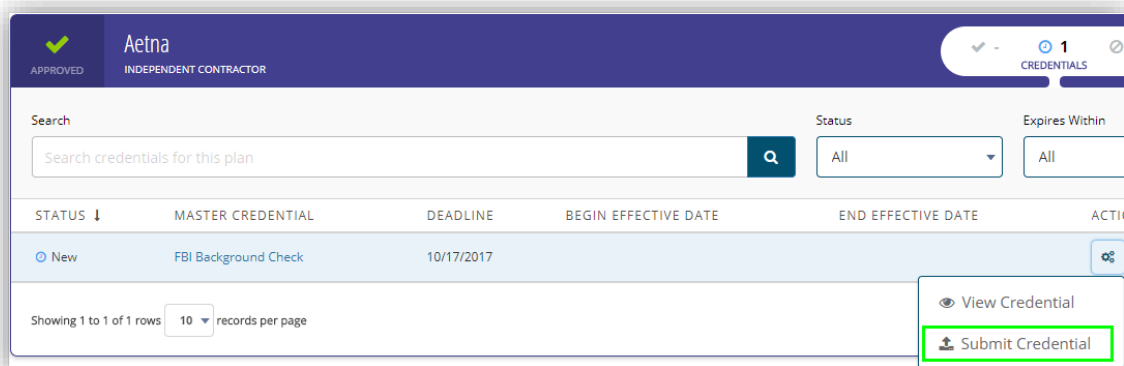 Aetna
APPROVED
INDEPENDENT CONTRACTOR
- 1
CREDENTIALS
Search Status Expires Within
Search credentials for this plan All All
STATUS MASTER CREDENTIAL DEADLINE BEGIN EFFECTIVE DATE END EFFECTIVE DATE ACTI
New FBI Background Check 10/17/2017
View Credential
Showing 1 to 1 of 1 rows 10 records per page
Submit Credential